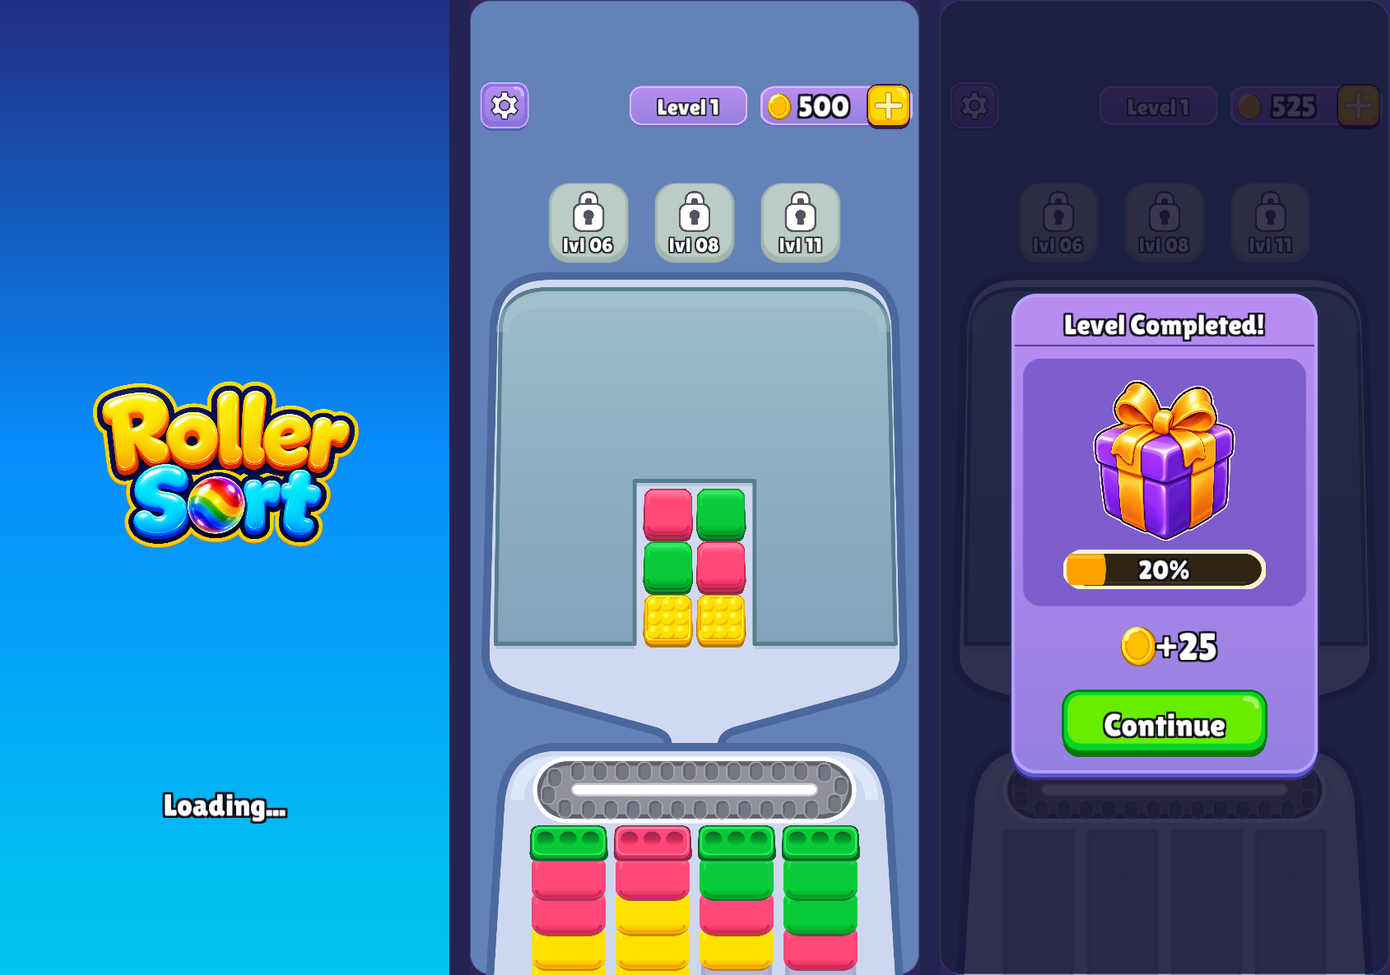 Roller
Sort
Loading...
Level 1
500
lvl 06
lvl 08
lvl 11
Level 1
525
lvl 06
lvl 08
lvl 11
Level Completed!
20%
+25
Continue